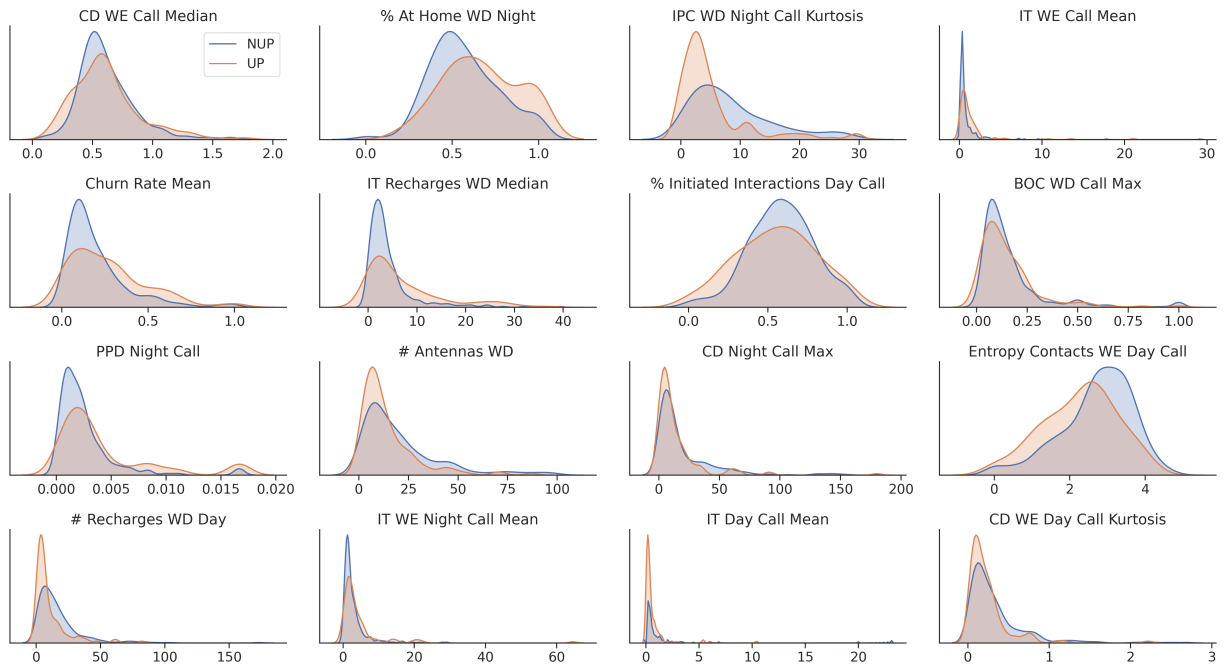 CD WE Call Median
% At Home WD Night
IPC WD Night Call Kurtosis
IT WE Call Mean
NUP
UP
0.0 0.5 1.0 1.5 2.0
0.0 0.5 1.0
0 10 20 30
0 10 20 30
Churn Rate Mean
IT Recharges WD Median
% Initiated Interactions Day Call
BOC WD Call Max
0.0 0.5 1.0
0 10 20 30 40
0.0 0.5 1.0
0.00 0.25 0.50 0.75 1.00
PPD Night Call
# Antennas WD
CD Night Call Max
Entropy Contacts WE Day Call
0.000 0.005 0.010 0.015 0.020
0 25 50 75 100
0 50 100 150 200
0 2 4
# Recharges WD Day
IT WE Night Call Mean
IT Day Call Mean
CD WE Day Call Kurtosis
0 50 100 150
0 20 40 60
0 5 10 15 20
0 1 2 3